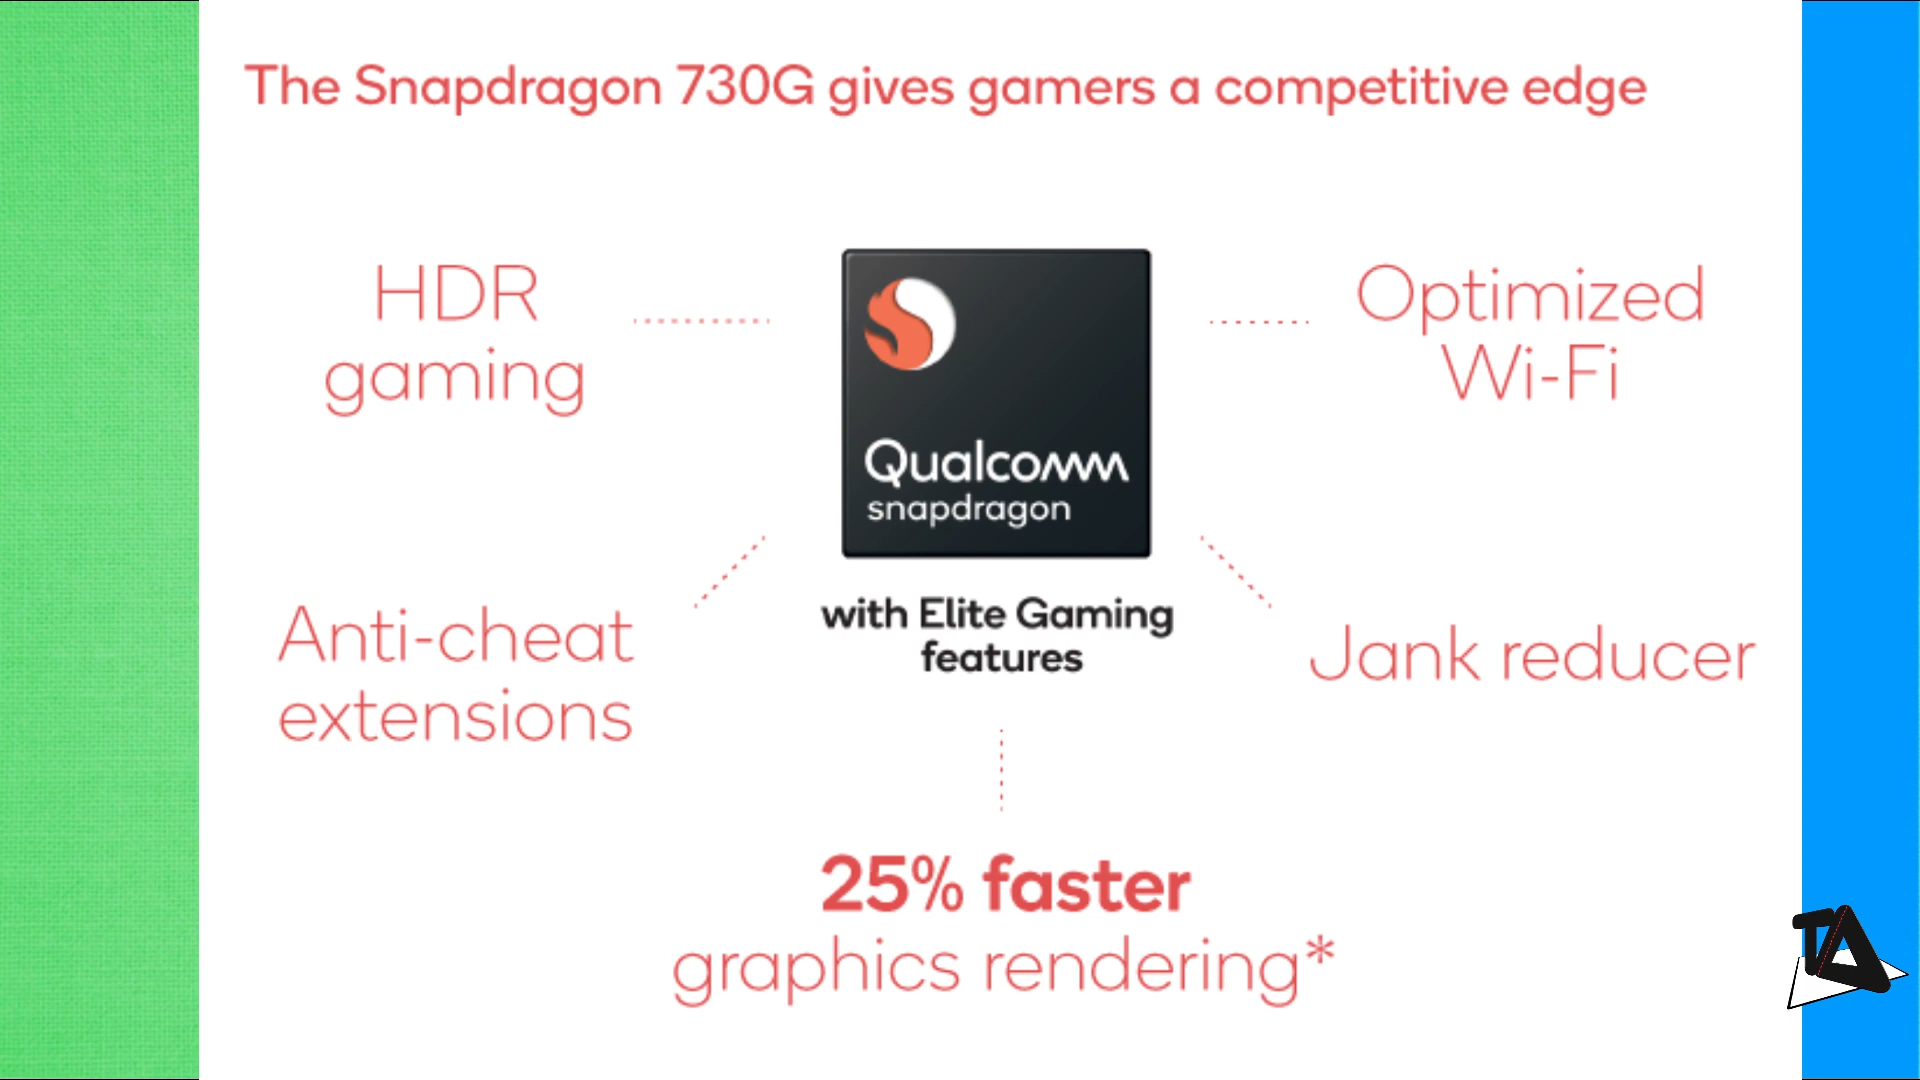 The Snapdragon 730G gives gamers a competitive edge
HDR
gaming
Optimized
Wi-Fi
Qualcomm
snapdragon
with Elite Gaming
features
Anti-cheat
extensions
Jank reducer
25% faster
graphics rendering*
TA